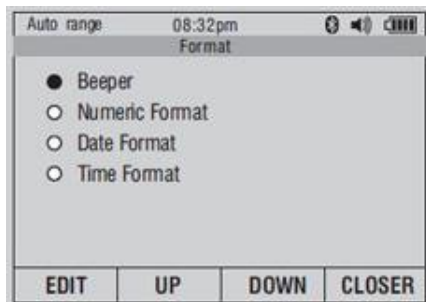 Auto range 08:32pm
Format
Beeper
Numeric Format
Date Format
Time Format
EDIT UP DOWN CLOSER